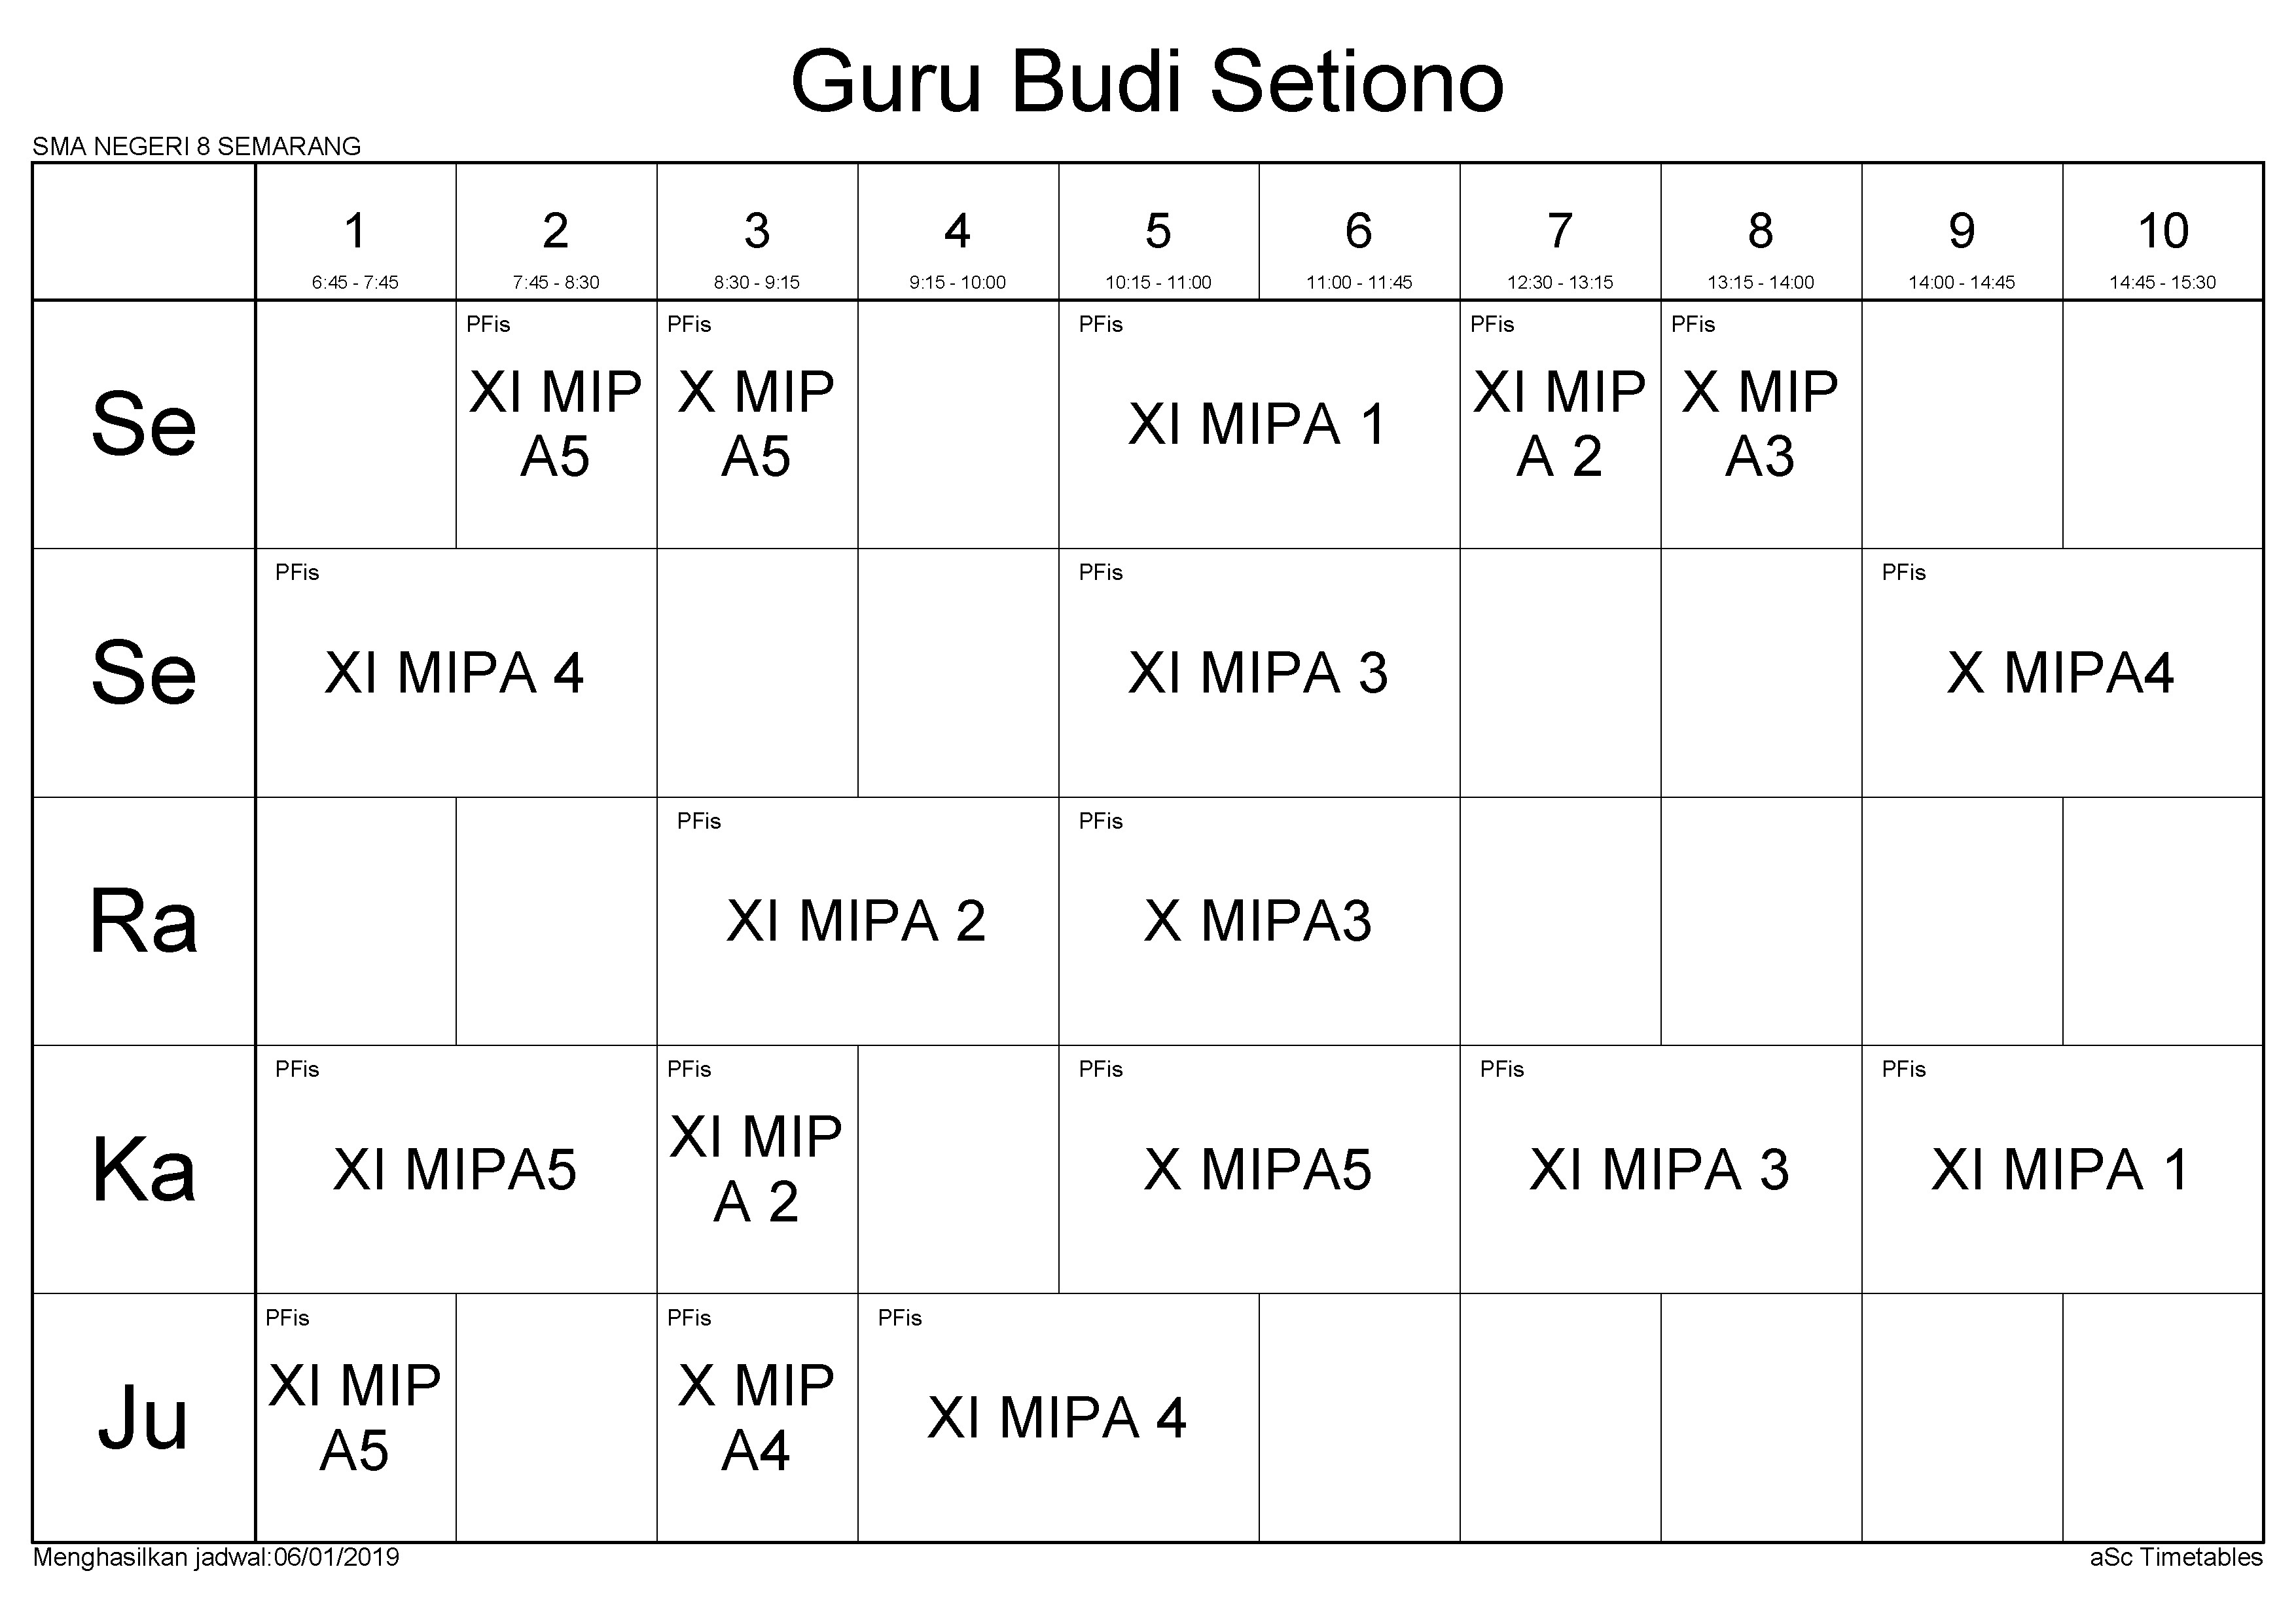 Guru Budi Setiono
SMA NEGERI 8 SEMARANG
1 2 3 4 5 6 7 8 9 10
6:45 - 7:45 7:45 - 8:30 8:30 - 9:15 9:15 - 10:00 10:15 - 11:00 11:00 - 11:45 12:30 - 13:15 13:15 - 14:00 14:00 - 14:45 14:45 - 15:30
Se
PFis
XI MIP
A5
PFis
X MIP
A5
PFis
XI MIPA 1
PFis
XI MIP
A 2
PFis
X MIP
A3
Se
PFis
XI MIPA 4
PFis
XI MIPA 3
PFis
X MIPA4
Ra
PFis
XI MIPA 2
PFis
X MIPA3
Ka
PFis
XI MIPA5
PFis
XI MIP
A 2
PFis
X MIPA5
PFis
XI MIPA 3
PFis
XI MIPA 1
Ju
PFis
XI MIP
A5
PFis
X MIP
A4
PFis
XI MIPA 4
Menghasilkan jadwal:06/01/2019
aSc Timetables